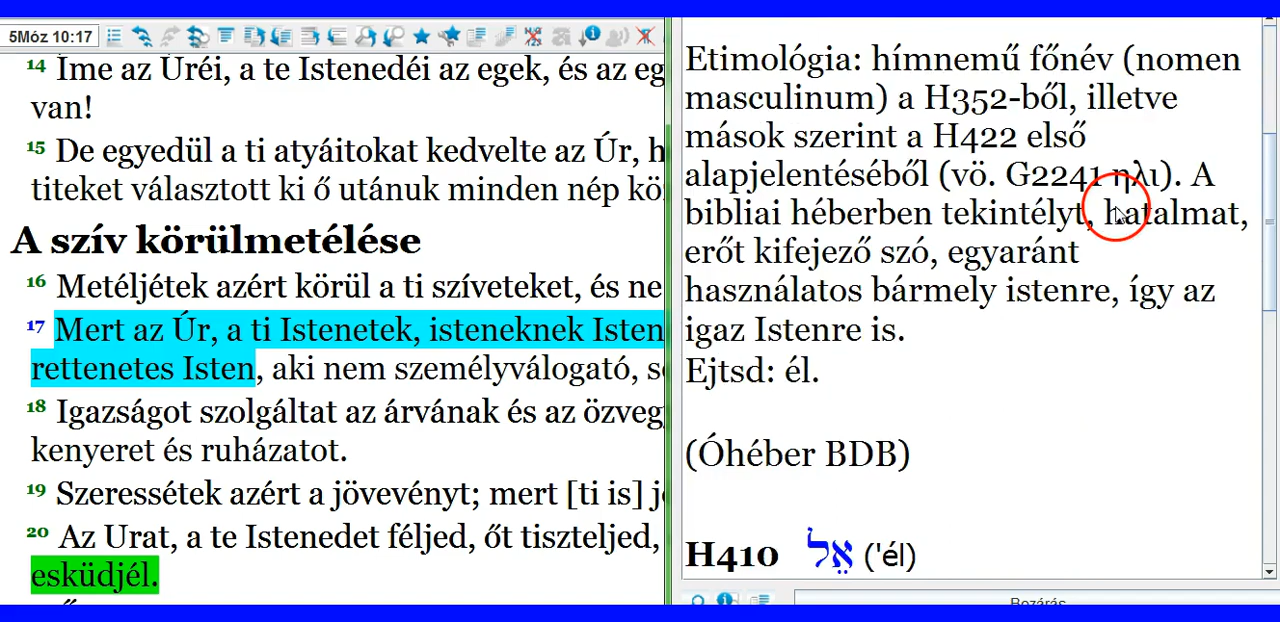 5Móz 10:17
14 Íme az Úréi, a te Istenedéi az egek, és az eg
van!
15 De egyedül a ti atyáitokat kedvelte az Úr, h
titeket választott ki ő utánuk minden nép kö
A szív körülmetélése
16 Metéljétek azért körül a ti szíveteket, és ne
17 Mert az Úr, a ti Istenetek, isteneknek Isten
rettenetes Isten, aki nem személyválogató, s
18 Igazságot szolgáltat az árvának és az özveg
kenyeret és ruházatot.
19 Szeressétek azért a jövevényt; mert [ti is] j
20 Az Urat, a te Istenedet féljed, őt tiszteljed,
esküdjél.
Etimológia: hímnemű főnév (nomen
masculinum) a H352-ből, illetve
mások szerint a H422 első
alapjelentéséből (vö. G2241 ηλι). A
bibliai héberben tekintélyt, hatalmat,
erőt kifejező szó, egyaránt
használatos bármely istenre, így az
igaz Istenre is.
Ejtsd: él.
(Óhéber BDB)
H410 אֵל ('él)
Bezárás